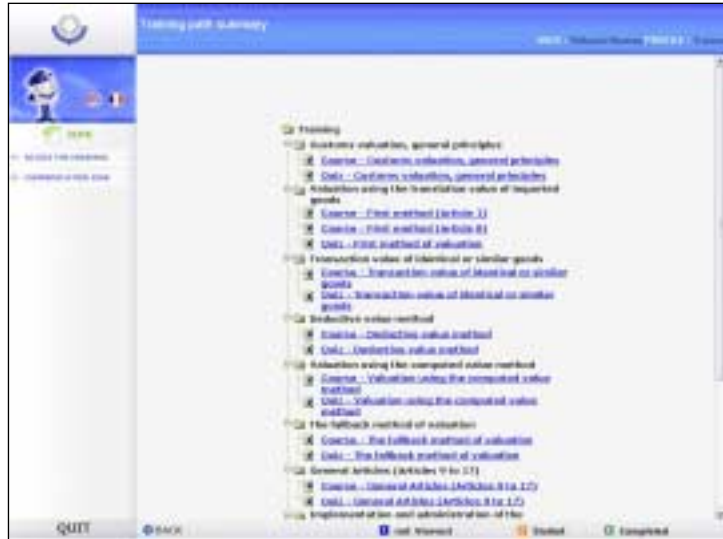 Training path summary
Training
Customs valuation, general principles
Course - Customs valuation, general principles
Quiz - Customs valuation, general principles
Valuation using the translation value of imported
goods
Course - First method (Article 1)
Course - First method (Article 8)
Quiz - First method of valuation
Transaction value of identical or similar goods
Course - Transaction value of identical or similar
goods
Quiz - Transaction value of identical or similar
goods
Deductive value method
Course - Deductive value method
Quiz - Deductive value method
Valuation using the computed value method
Course - Valuation using the computed value
method
Quiz - Valuation using the computed value
method
The fallback method of valuation
Course - The fallback method of valuation
Quiz - The fallback method of valuation
General Articles (Articles 9 to 17)
Course - General Articles (Articles 9 to 17)
Quiz - General Articles (Articles 9 to 17)
Implementation and administration of the
QUIT
BACK
not Started
Completed